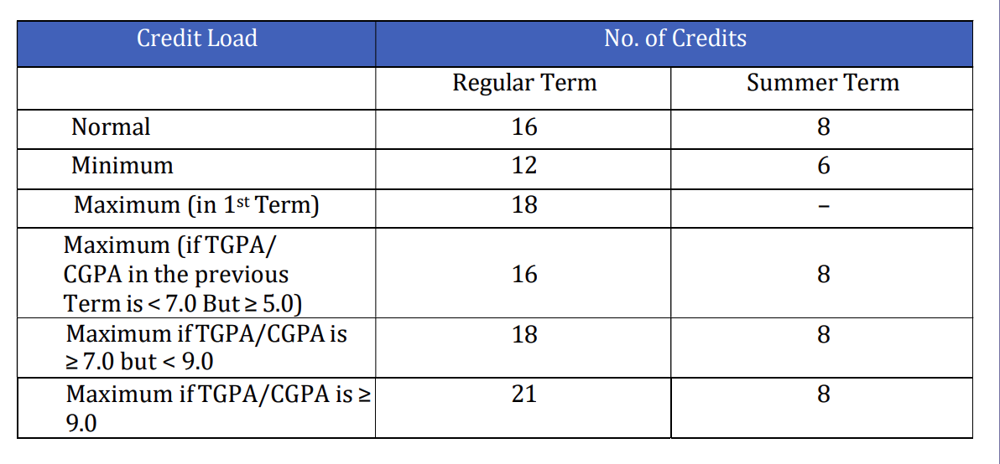 Credit Load No. of Credits
Regular Term Summer Term
Normal 16 8
Minimum 12 6
Maximum (in 1st Term) 18 –
Maximum (if TGPA/
CGPA in the previous 16 8
Term is < 7.0 But ≥ 5.0)
Maximum if TGPA/CGPA is 18 8
≥ 7.0 but < 9.0
Maximum if TGPA/CGPA is ≥ 21 8
9.0